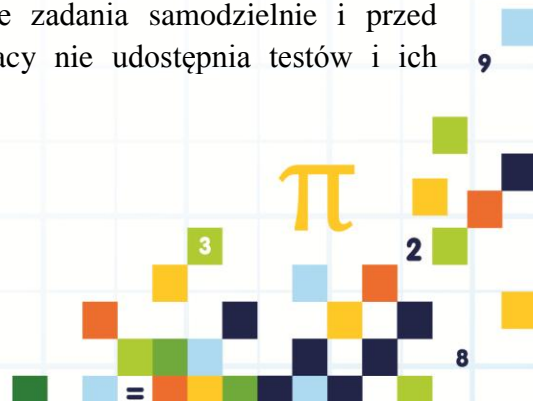 e zadania samodzielnie i przed
acy nie udostępnia testów i ich
9
π
3
2
8
=